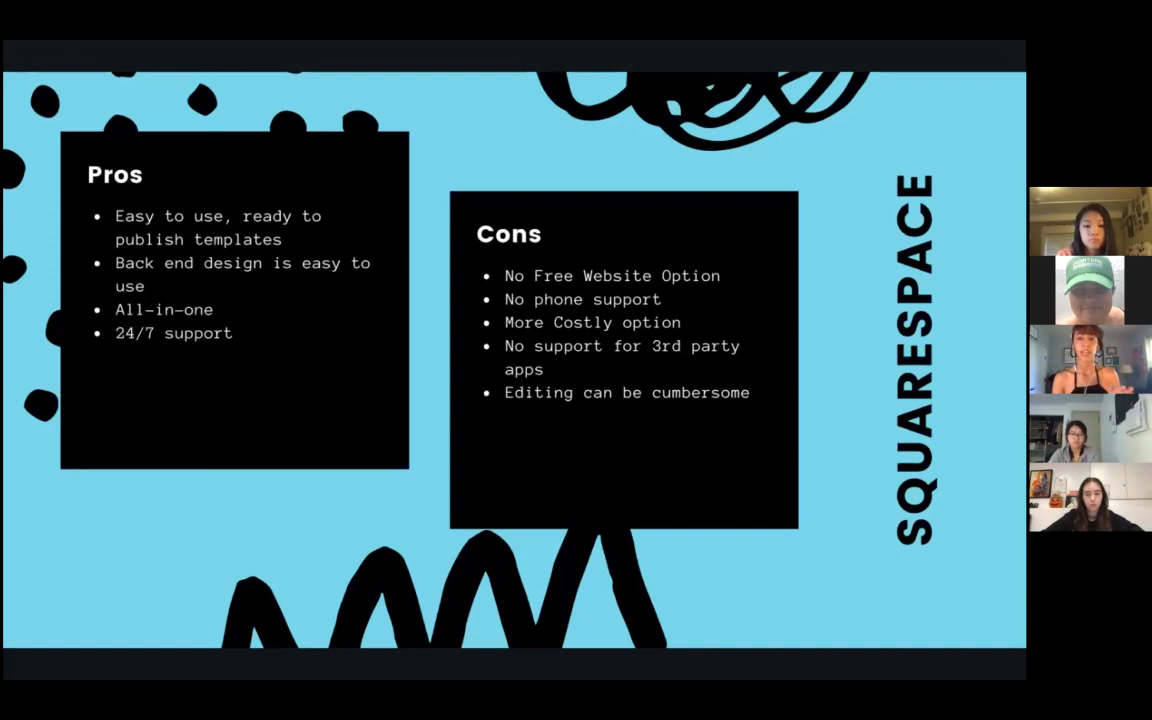 Pros
• Easy to use, ready to
publish templates
• Back end design is easy to
use
• All-in-one
• 24/7 support
Cons
• No Free Website Option
• No phone support
• More Costly option
• No support for 3rd party
apps
• Editing can be cumbersome
SQUARESPACE